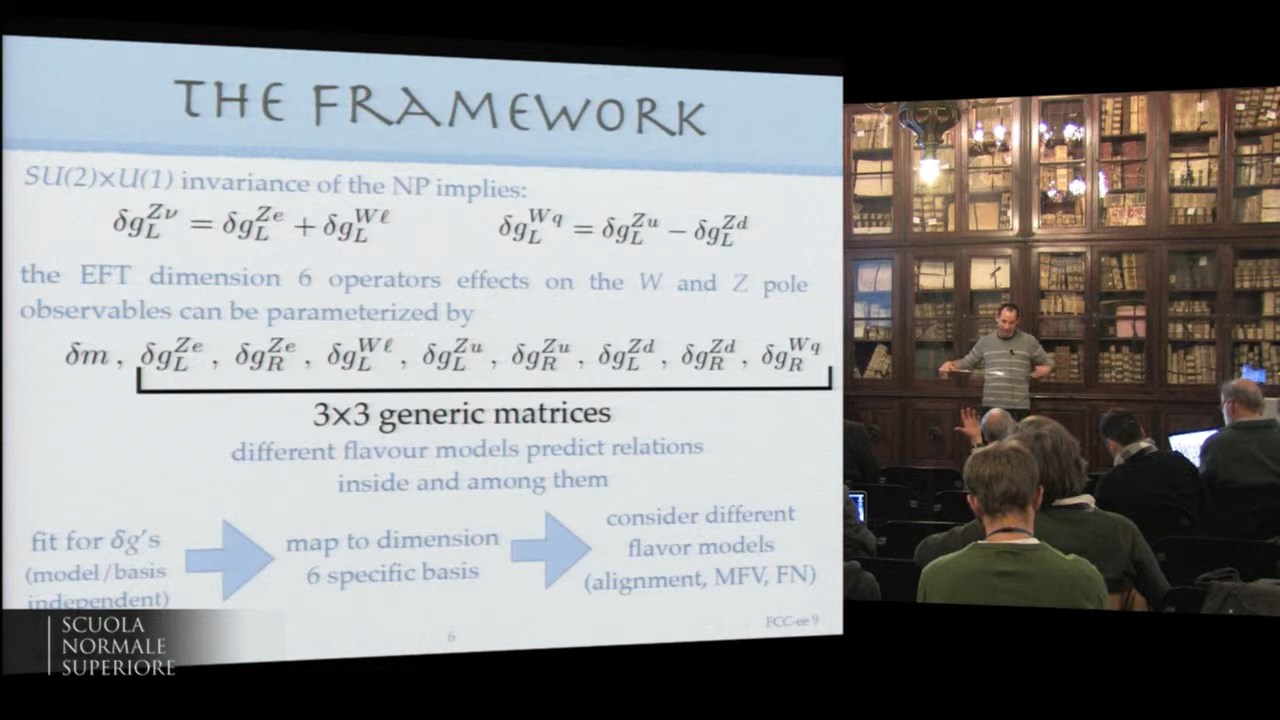 THE FRAMEWORK
SU(2)×U(1) invariance of the NP implies:
δg_L^{Zν} = δg_L^{Ze} + δg_L^{Wℓ}    δg_L^{Wq} = δg_L^{Zu} − δg_L^{Zd}
the EFT dimension 6 operators effects on the W and Z pole
observables can be parameterized by
δm , δg_L^{Ze} , δg_R^{Ze} , δg_L^{Wℓ} , δg_L^{Zu} , δg_R^{Zu} , δg_L^{Zd} , δg_R^{Zd} , δg_R^{Wq}
3×3 generic matrices
different flavour models predict relations
inside and among them
fit for δg's
(model/basis
independent)
map to dimension
6 specific basis
consider different
flavor models
(alignment, MFV, FN)
6
FCC-ee 9
SCUOLA
NORMALE
SUPERIORE